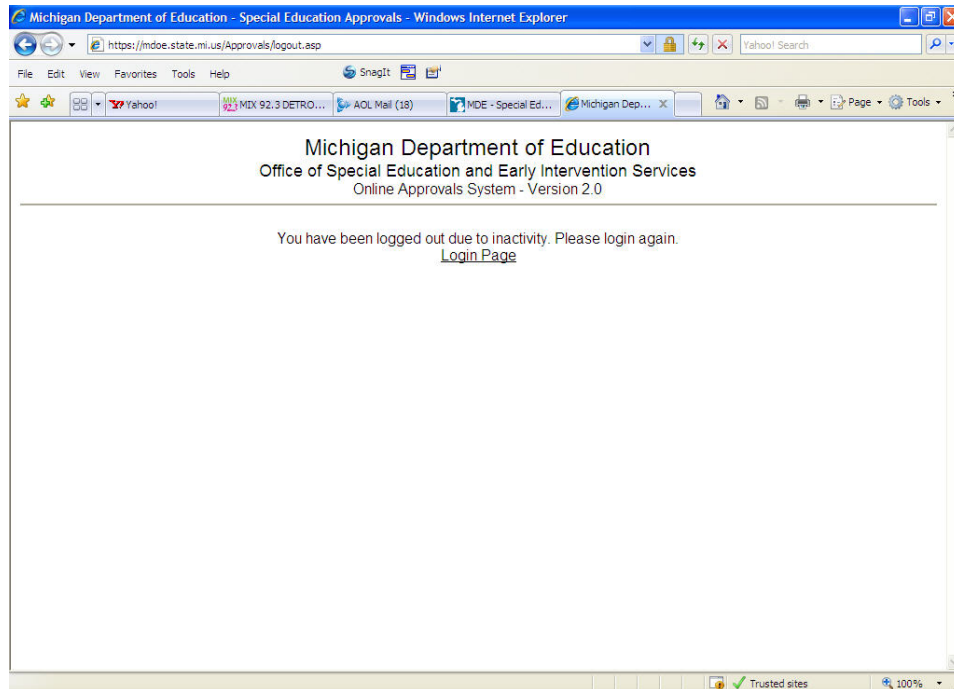 Michigan Department of Education - Special Education Approvals - Windows Internet Explorer
https://mdoe.state.mi.us/Approvals/logout.asp
Yahoo! Search
File Edit View Favorites Tools Help SnagIt
Yahoo! MIX 92.3 MIX 92.3 DETRO... AOL Mail (18) MDE - Special Ed... Michigan Dep... X Page Tools
Michigan Department of Education
Office of Special Education and Early Intervention Services
Online Approvals System - Version 2.0
You have been logged out due to inactivity. Please login again.
Login Page
Trusted sites 100%